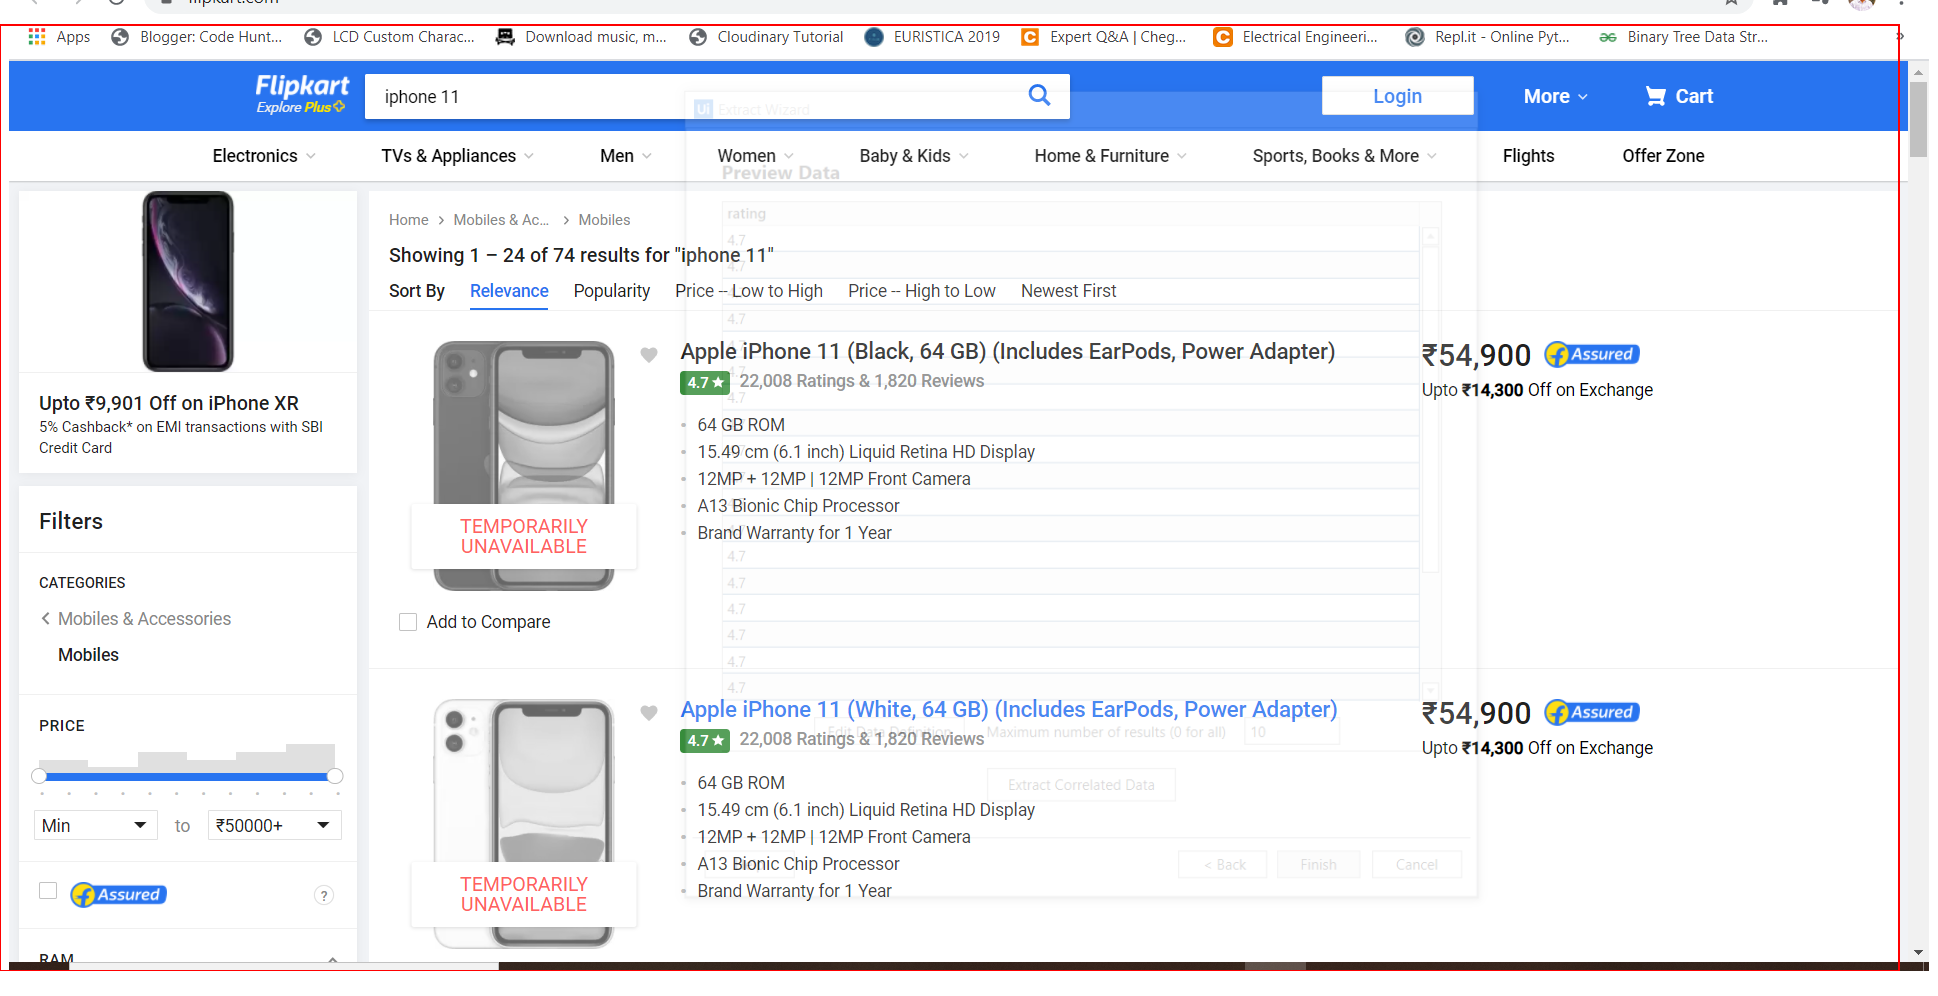 flipkart.com
Apps
Blogger: Code Hunt...
LCD Custom Charac...
Download music, m...
Cloudinary Tutorial
EURISTICA 2019
Expert Q&A | Cheg...
Electrical Engineeri...
Repl.it - Online Pyt...
Binary Tree Data Str...
»
Flipkart
Explore Plus
iphone 11
Login
More
Cart
Ui Extract Wizard
Electronics
TVs & Appliances
Men
Women
Baby & Kids
Home & Furniture
Sports, Books & More
Flights
Offer Zone
Preview Data
Home > Mobiles & Ac... > Mobiles
rating
4.7
Showing 1 – 24 of 74 results for "iphone 11"
4.7
Sort By
Relevance
Popularity
Price -- Low to High
Price -- High to Low
Newest First
4.7
Apple iPhone 11 (Black, 64 GB) (Includes EarPods, Power Adapter)
4.7 ★ 22,008 Ratings & 1,820 Reviews
4.7
4.7
64 GB ROM
15.49 cm (6.1 inch) Liquid Retina HD Display
12MP + 12MP | 12MP Front Camera
A13 Bionic Chip Processor
Brand Warranty for 1 Year
₹54,900
Assured
Upto ₹14,300 Off on Exchange
TEMPORARILY
UNAVAILABLE
Add to Compare
4.7
4.7
4.7
4.7
4.7
4.7
Apple iPhone 11 (White, 64 GB) (Includes EarPods, Power Adapter)
4.7 ★ 22,008 Ratings & 1,820 Reviews
Edit Data Definition
Maximum number of results (0 for all)
10
Extract Correlated Data
64 GB ROM
15.49 cm (6.1 inch) Liquid Retina HD Display
12MP + 12MP | 12MP Front Camera
A13 Bionic Chip Processor
Brand Warranty for 1 Year
< Back
Finish
Cancel
₹54,900
Assured
Upto ₹14,300 Off on Exchange
TEMPORARILY
UNAVAILABLE
Upto ₹9,901 Off on iPhone XR
5% Cashback* on EMI transactions with SBI
Credit Card
Filters
CATEGORIES
< Mobiles & Accessories
Mobiles
PRICE
Min
to
₹50000+
Assured
?
RAM